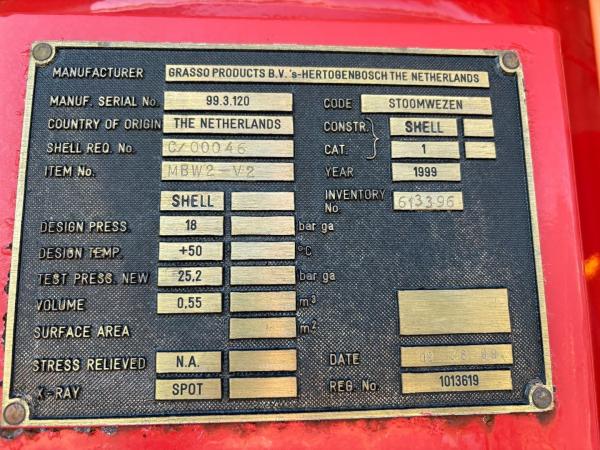 MANUFACTURER GRASSO PRODUCTS B.V. 's-HERTOGENBOSCH THE NETHERLANDS
MANUF. SERIAL No. 99.3.120 CODE STOOMWEZEN
COUNTRY OF ORIGIN THE NETHERLANDS CONSTR. SHELL
SHELL REQ. No. C/00046 CAT. 1
ITEM No. MBW2-V2 YEAR 1999
SHELL INVENTORY No. 613396
DESIGN PRESS. 18 bar ga
DESIGN TEMP. +50 °C
TEST PRESS. NEW 25,2 bar ga
VOLUME 0,55 m³
SURFACE AREA m²
STRESS RELIEVED N.A. DATE
X-RAY SPOT REG. No. 1013619